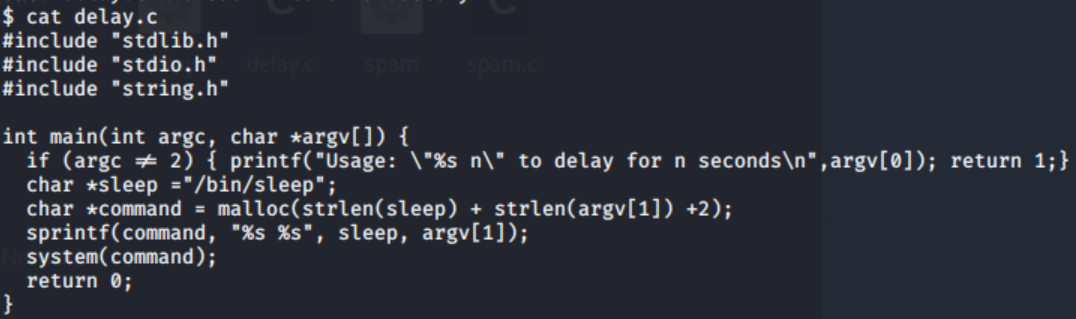 $ cat delay.c
#include "stdlib.h"
#include "stdio.h"
#include "string.h"
delay.c spam spam.c
int main(int argc, char *argv[]) {
if (argc ≠ 2) { printf("Usage: \"%s n\" to delay for n seconds\n",argv[0]); return 1;}
char *sleep ="/bin/sleep";
char *command = malloc(strlen(sleep) + strlen(argv[1]) +2);
sprintf(command, "%s %s", sleep, argv[1]);
system(command);
return 0;
}